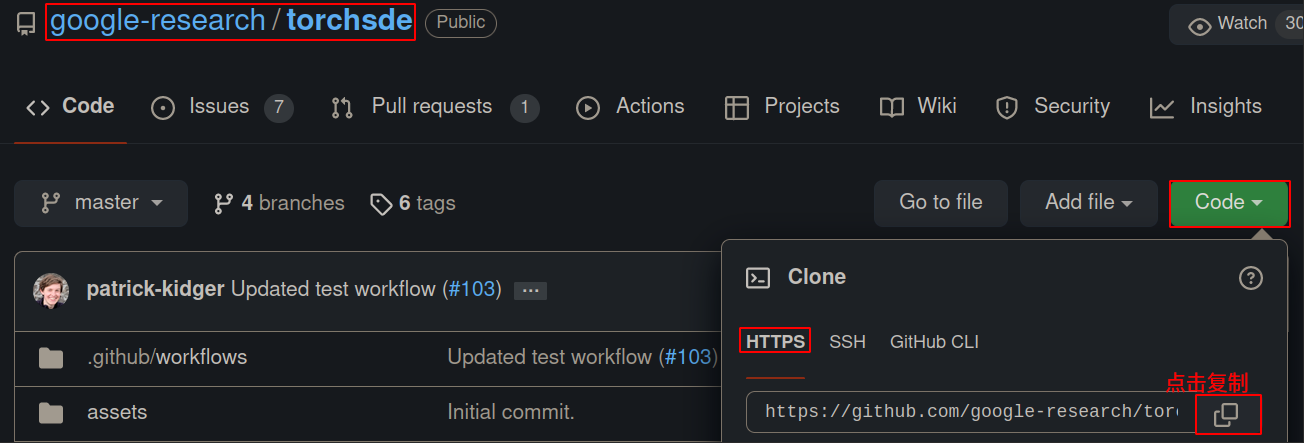 google-research / torchsde Public Watch 30
Code Issues 7 Pull requests 1 Actions Projects Wiki Security Insights
master 4 branches 6 tags Go to file Add file Code
patrick-kidger Updated test workflow (#103) ...
Clone
.github/workflows Updated test workflow (#103)
HTTPS SSH GitHub CLI
点击复制
assets Initial commit.
https://github.com/google-research/tor